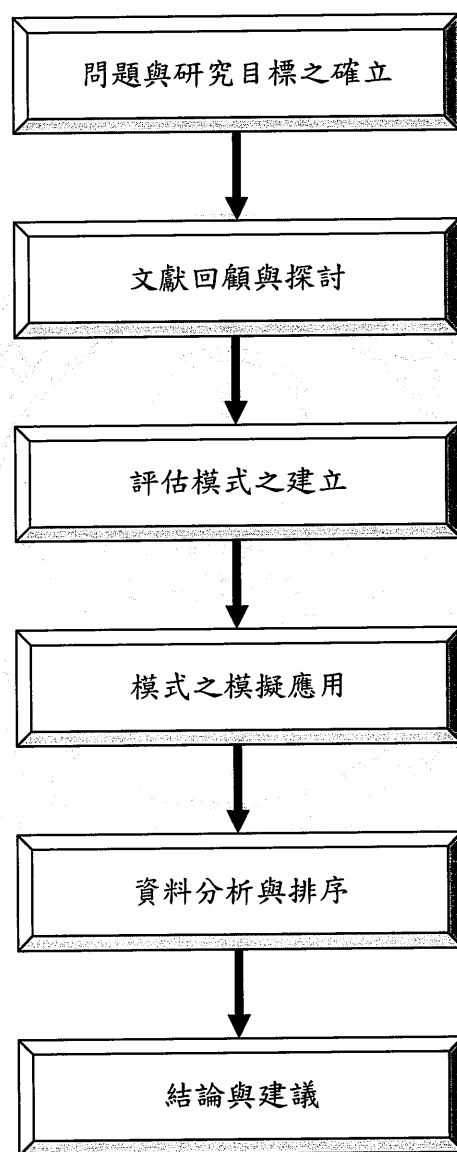 問題與研究目標之確立
文獻回顧與探討
評估模式之建立
模式之模擬應用
資料分析與排序
結論與建議